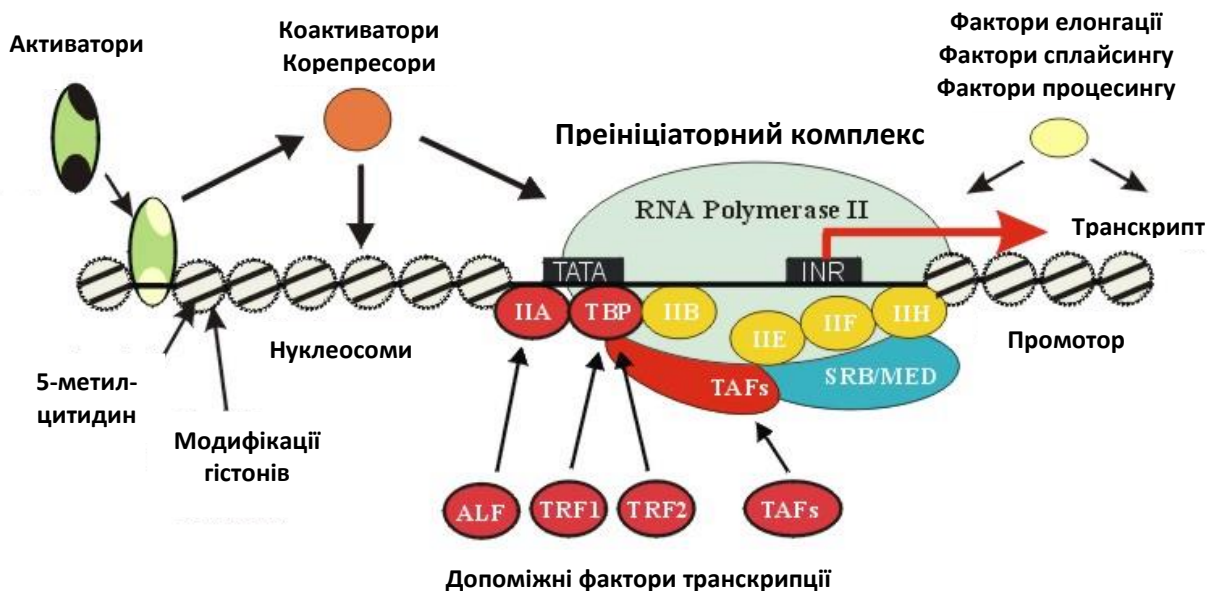 Активатори
Коактиватори
Корепресори
Фактори елонгації
Фактори сплайсингу
Фактори процесингу
Преініціаторний комплекс
RNA Polymerase II
Транскрипт
TATA
INR
IIA
TBP
IIB
IIE
IIF
IIH
TAFs
SRB/MED
Нуклеосоми
Промотор
5-метил-
цитидин
Модифікації
гістонів
ALF
TRF1
TRF2
TAFs
Допоміжні фактори транскрипції